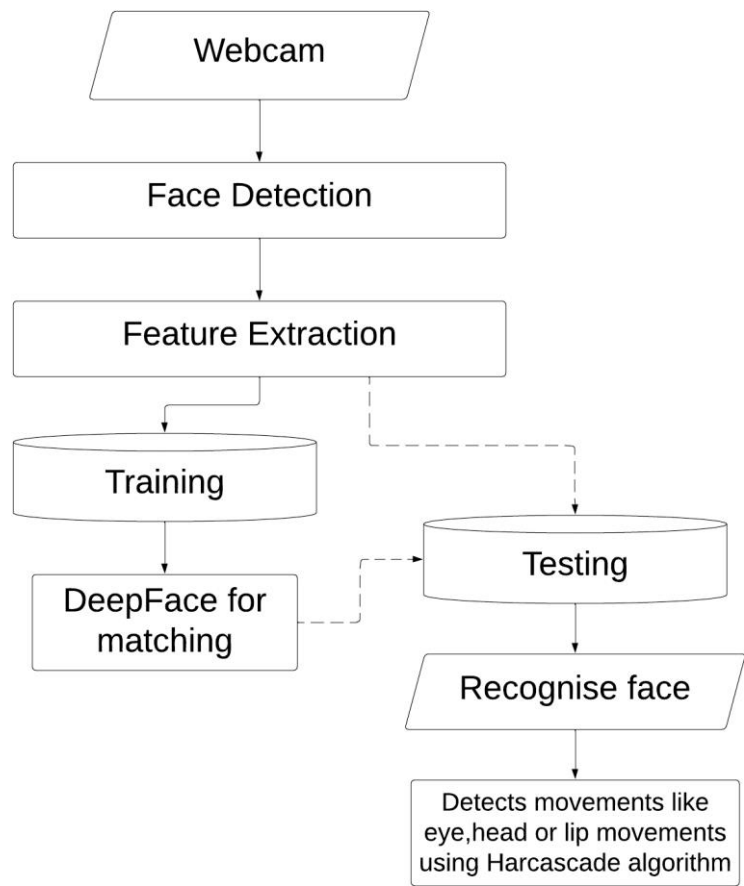 Webcam
Face Detection
Feature Extraction
Training
DeepFace for
matching
Testing
Recognise face
Detects movements like
eye,head or lip movements
using Harcascade algorithm